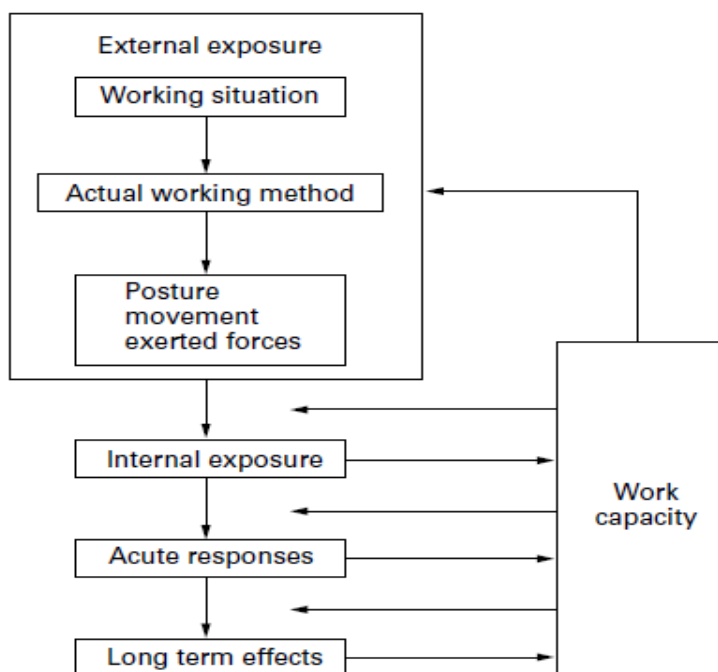 External exposure
Working situation
Actual working method
Posture
movement
exerted forces
Internal exposure
Work
capacity
Acute responses
Long term effects